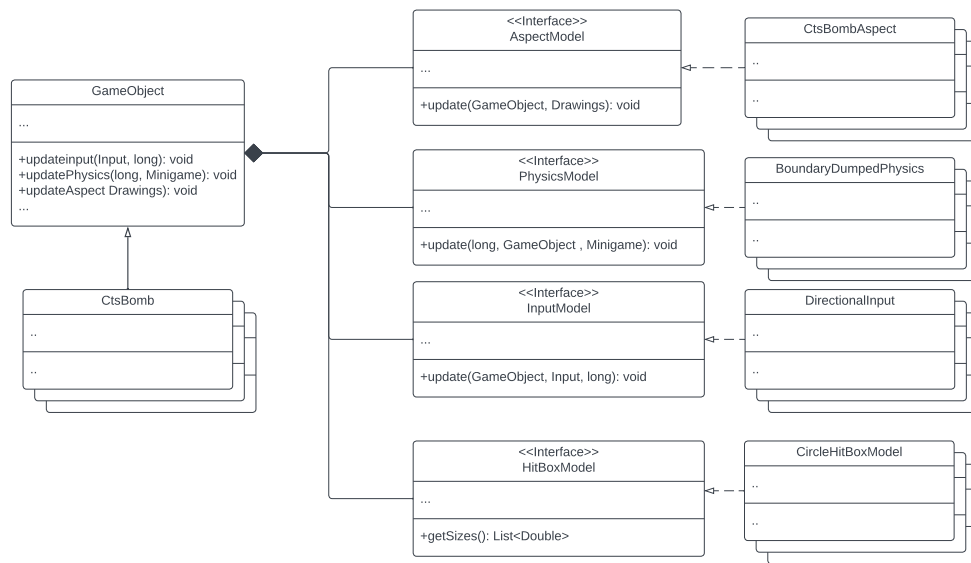 GameObject
...
+updateinput(Input, long): void
+updatePhysics(long, Minigame): void
+updateAspect Drawings): void
...
CtsBomb
..
..
<<Interface>>
AspectModel
...
+update(GameObject, Drawings): void
<<Interface>>
PhysicsModel
...
+update(long, GameObject , Minigame): void
<<Interface>>
InputModel
...
+update(GameObject, Input, long): void
<<Interface>>
HitBoxModel
...
+getSizes(): List<Double>
CtsBombAspect
..
..
BoundaryDumpedPhysics
..
..
DirectionalInput
..
..
CircleHitBoxModel
..
..